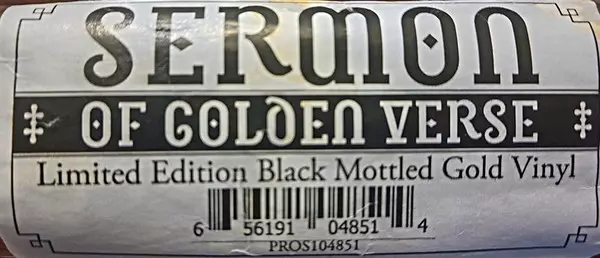 SERMON
OF GOLDEN VERSE
Limited Edition Black Mottled Gold Vinyl
6 56191 04851 4
PROS104851